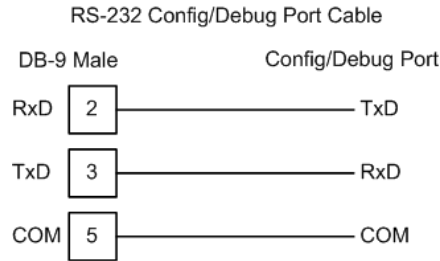 RS-232 Config/Debug Port Cable
DB-9 Male Config/Debug Port
RxD 2 TxD
TxD 3 RxD
COM 5 COM